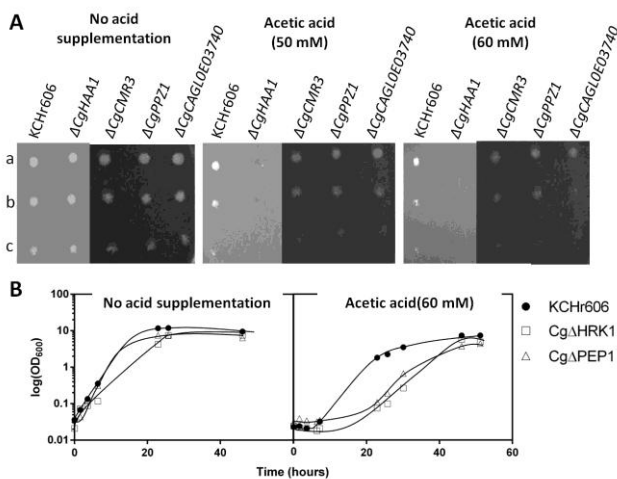 A
No acid supplementation
Acetic acid (50 mM)
Acetic acid (60 mM)
KCHr606
ΔCgHAA1
ΔCgCMR3
ΔCgPPZ1
ΔCgCAGL0E03740
KCHr606
ΔCgHAA1
ΔCgCMR3
ΔCgPPZ1
ΔCgCAGL0E03740
KCHr606
ΔCgHAA1
ΔCgCMR3
ΔCgPPZ1
ΔCgCAGL0E03740
a
b
c
B
No acid supplementation
Acetic acid(60 mM)
KCHr606
CgΔHRK1
CgΔPEP1
log(OD600)
100
10
1
0.1
0.01
0
20
40
60
0
20
40
60
Time (hours)